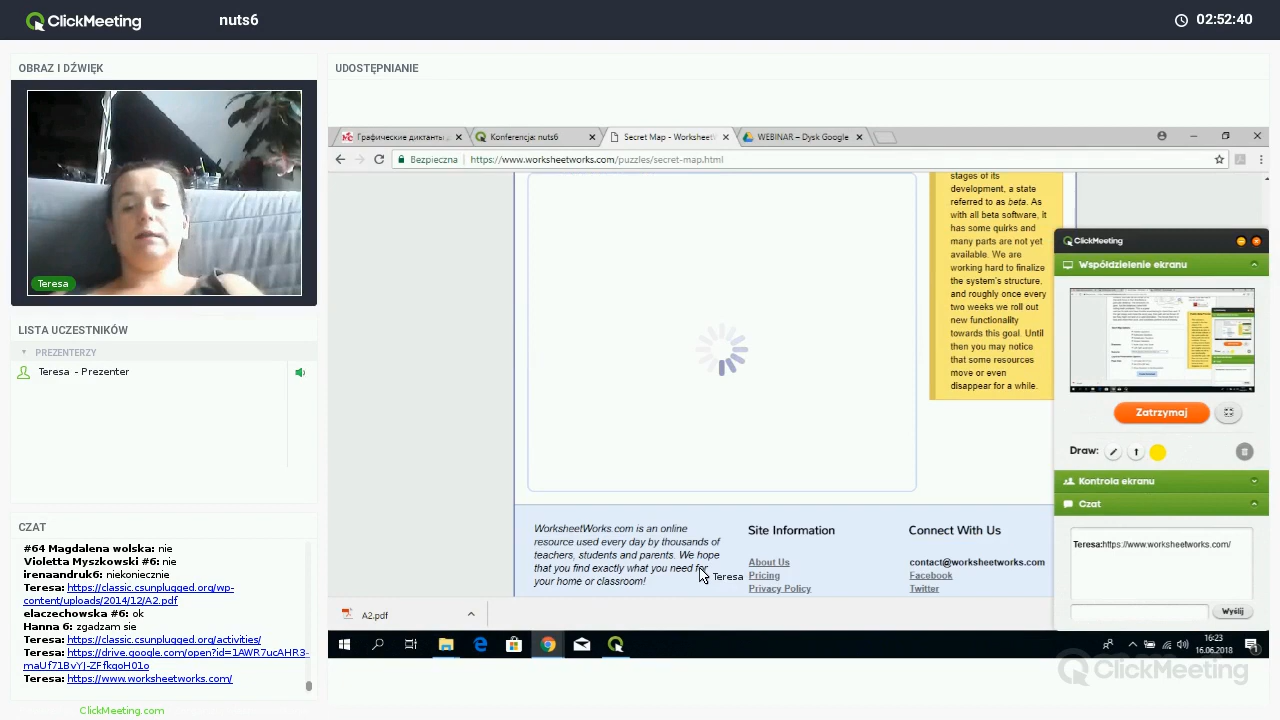 ClickMeeting
nuts6
02:52:40
OBRAZ I DŹWIĘK
Teresa
LISTA UCZESTNIKÓW
PREZENTERZY
Teresa - Prezenter
CZAT
#64 Magdalena wolska: nie
Violetta Myszkowski #6: nie
irenaandruk6: niekoniecznie
Teresa: https://classic.csunplugged.org/wp-
content/uploads/2014/12/A2.pdf
elaczechowska #6: ok
Hanna 6: zgadzam sie
Teresa: https://classic.csunplugged.org/activities/
Teresa: https://drive.google.com/open?id=1AWR7ucAHR3-
maUf71BvYJ-ZFfkqoH01o
Teresa: https://www.worksheetworks.com/
ClickMeeting.com
UDOSTĘPNIANIE
Графические диктанты
Konferencja: nuts6
Secret Map - Worksheet
WEBINAR – Dysk Google
Bezpieczna
https://www.worksheetworks.com/puzzles/secret-map.html
stages of its
development, a state
referred to as beta. As
with all beta software, it
has some quirks and
many parts are not yet
available. We are
working hard to finalize
the system's structure,
and roughly once every
two weeks we roll out
new functionality
towards this goal. Until
then you may notice
that some resources
move or even
disappear for a while.
WorksheetWorks.com is an online
resource used every day by thousands of
teachers, students and parents. We hope
that you find exactly what you need for
your home or classroom!
Teresa
Site Information
About Us
Pricing
Privacy Policy
Connect With Us
contact@worksheetworks.com
Facebook
Twitter
ClickMeeting
Współdzielenie ekranu
Zatrzymaj
Draw:
Kontrola ekranu
Czat
Teresa:https://www.worksheetworks.com/
Wyślij
A2.pdf
16:23
16.06.2018
ClickMeeting